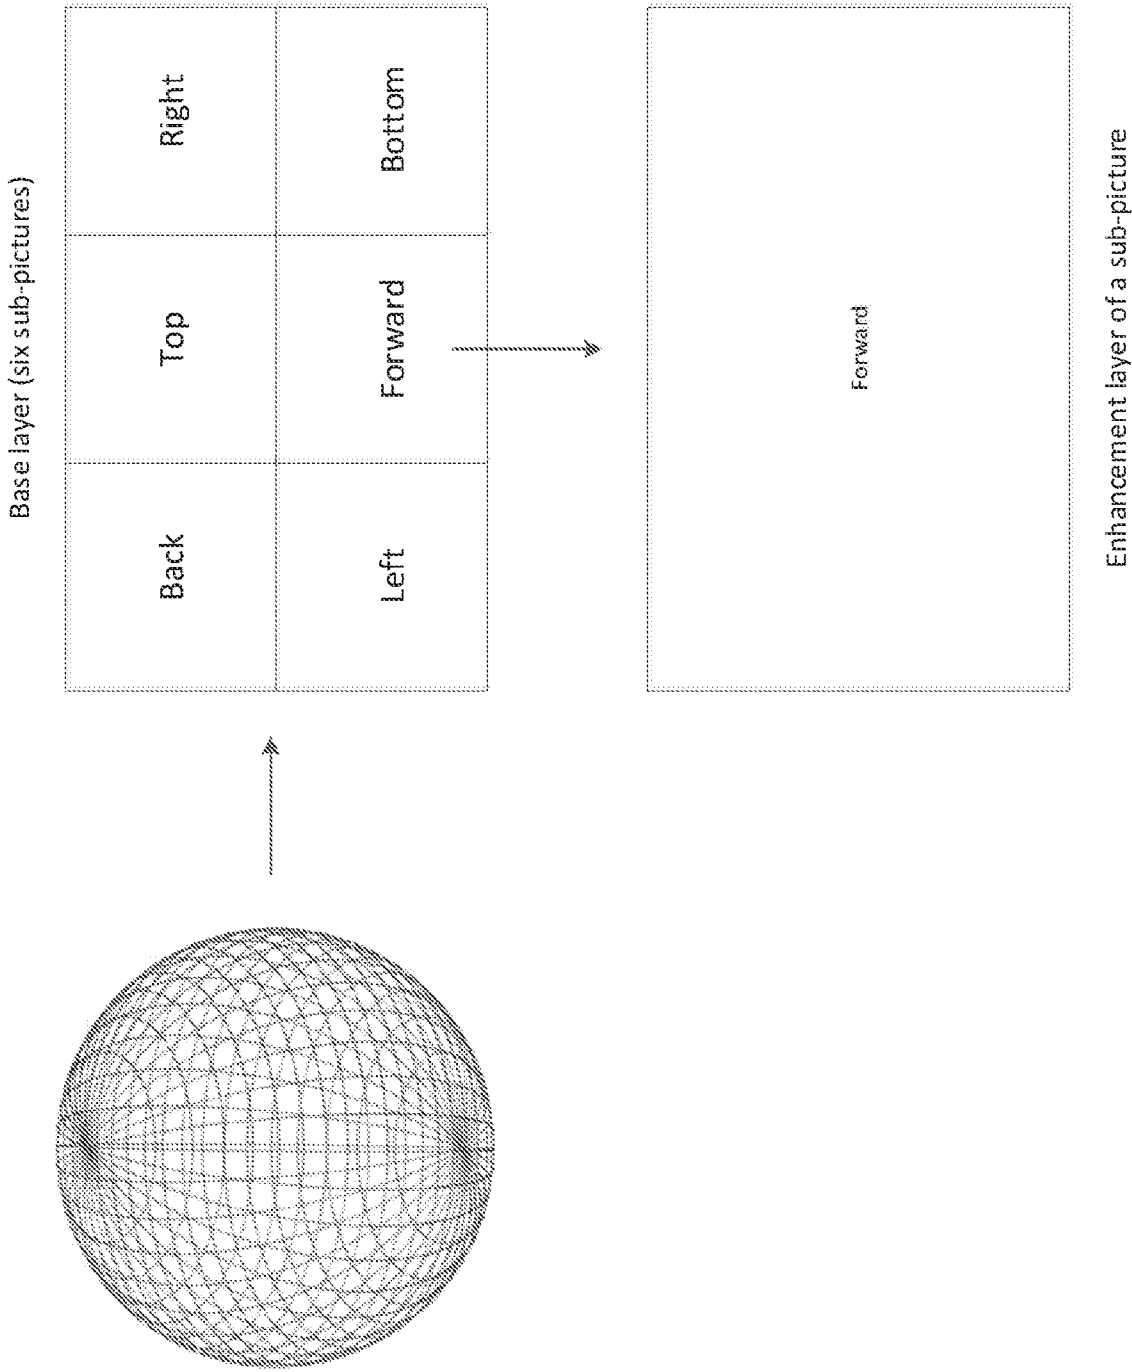 Base layer (six sub-pictures)
Back
Top
Right
Left
Forward
Bottom
Forward
Enhancement layer of a sub-picture